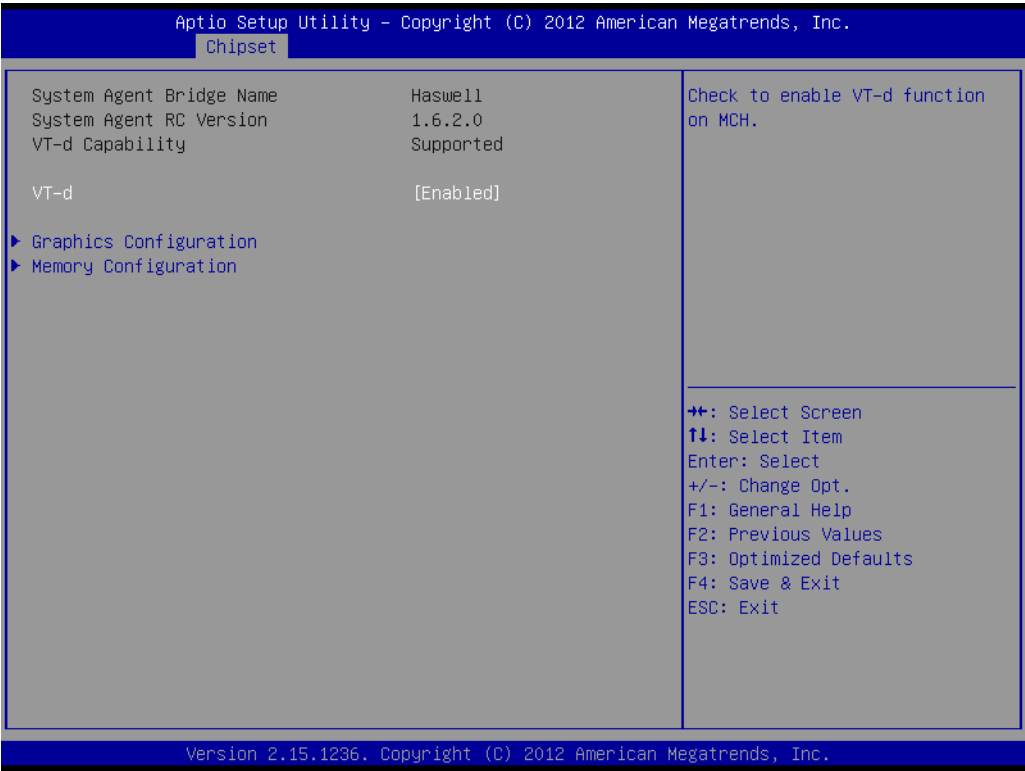 Aptio Setup Utility – Copyright (C) 2012 American Megatrends, Inc.
Chipset
System Agent Bridge Name Haswell
System Agent RC Version 1.6.2.0
VT-d Capability Supported
VT-d [Enabled]
Graphics Configuration
Memory Configuration
Check to enable VT-d function
on MCH.
→←: Select Screen
↑↓: Select Item
Enter: Select
+/-: Change Opt.
F1: General Help
F2: Previous Values
F3: Optimized Defaults
F4: Save & Exit
ESC: Exit
Version 2.15.1236. Copyright (C) 2012 American Megatrends, Inc.